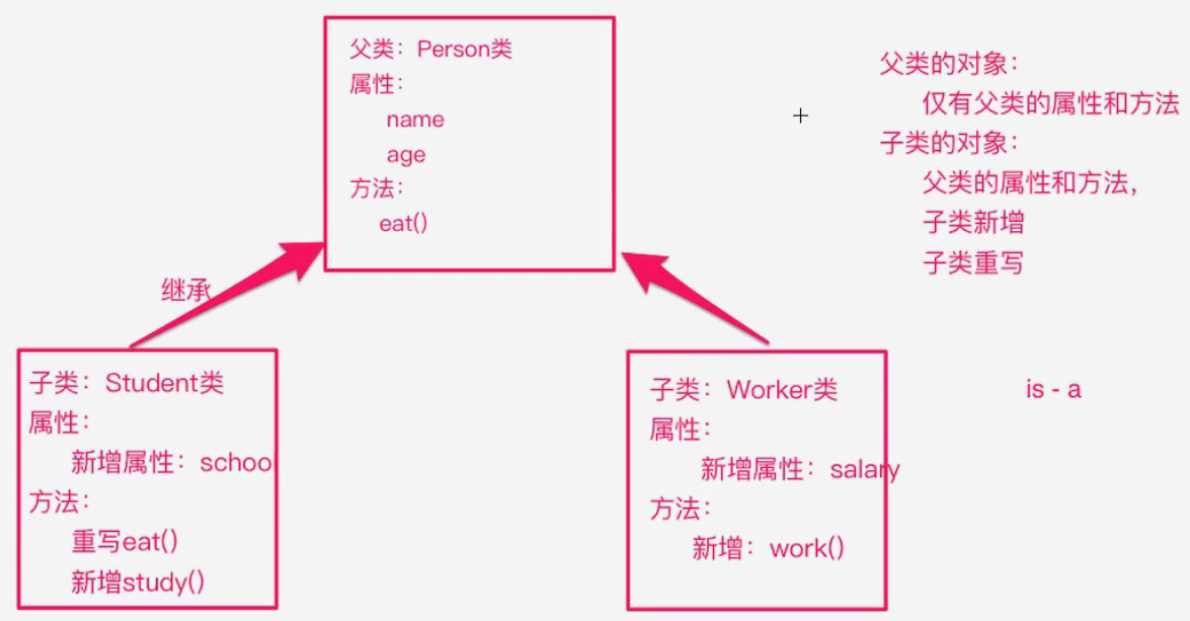 父类：Person类
属性：
name
age
方法：
eat()
父类的对象：
仅有父类的属性和方法
子类的对象：
父类的属性和方法，
子类新增
子类重写
继承
子类：Student类
属性：
新增属性：schoo
方法：
重写eat()
新增study()
子类：Worker类
属性：
新增属性：salary
方法：
新增：work()
is - a